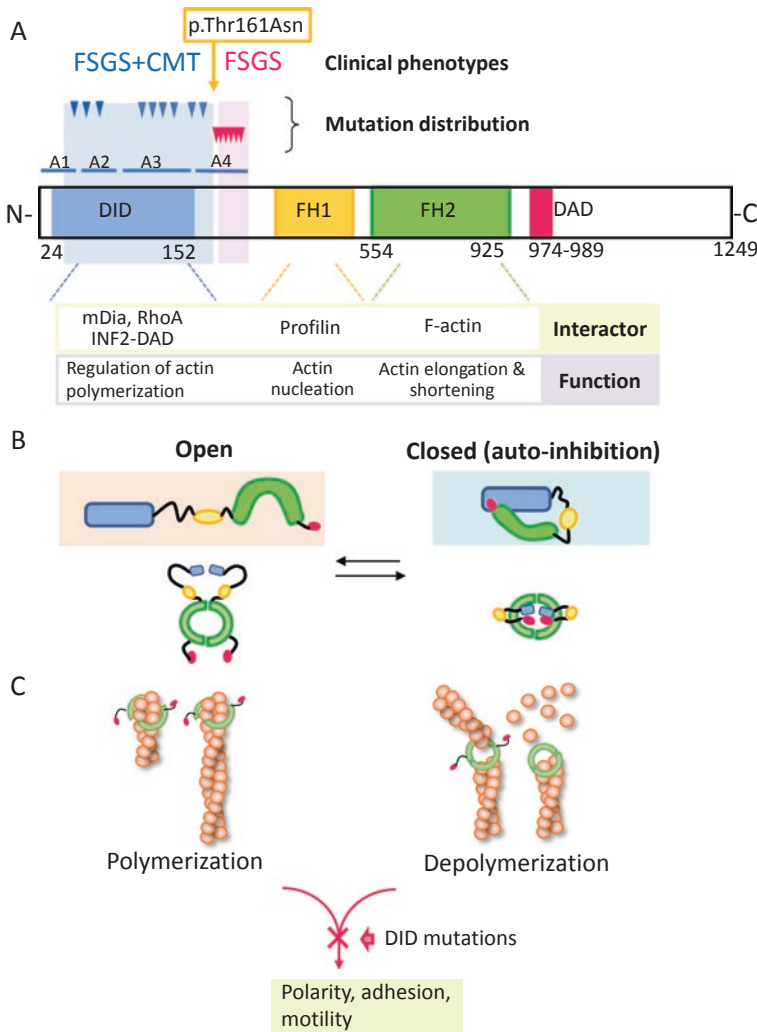 A
p.Thr161Asn
FSGS+CMT FSGS
Clinical phenotypes
Mutation distribution
A1 A2 A3 A4
N- DID FH1 FH2 DAD -C
24 152 554 925 974-989 1249
mDia, RhoA
INF2-DAD
Profilin
F-actin
Interactor
Regulation of actin
polymerization
Actin
nucleation
Actin elongation &
shortening
Function
B
Open
Closed (auto-inhibition)
C
Polymerization
Depolymerization
DID mutations
Polarity, adhesion,
motility